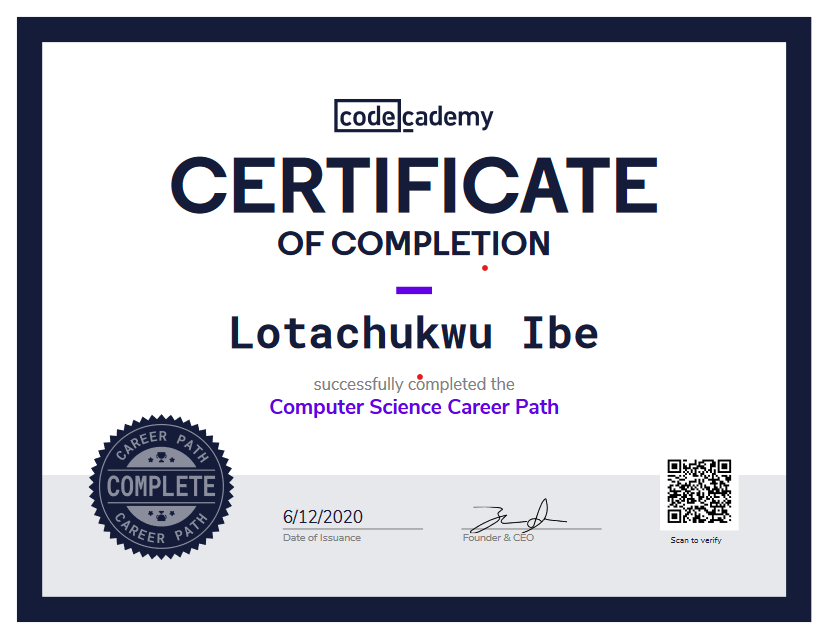 codecademy
CERTIFICATE
OF COMPLETION
Lotachukwu Ibe
successfully completed the
Computer Science Career Path
CAREER PATH
COMPLETE
CAREER PATH
6/12/2020
Date of Issuance
Founder & CEO
Scan to verify